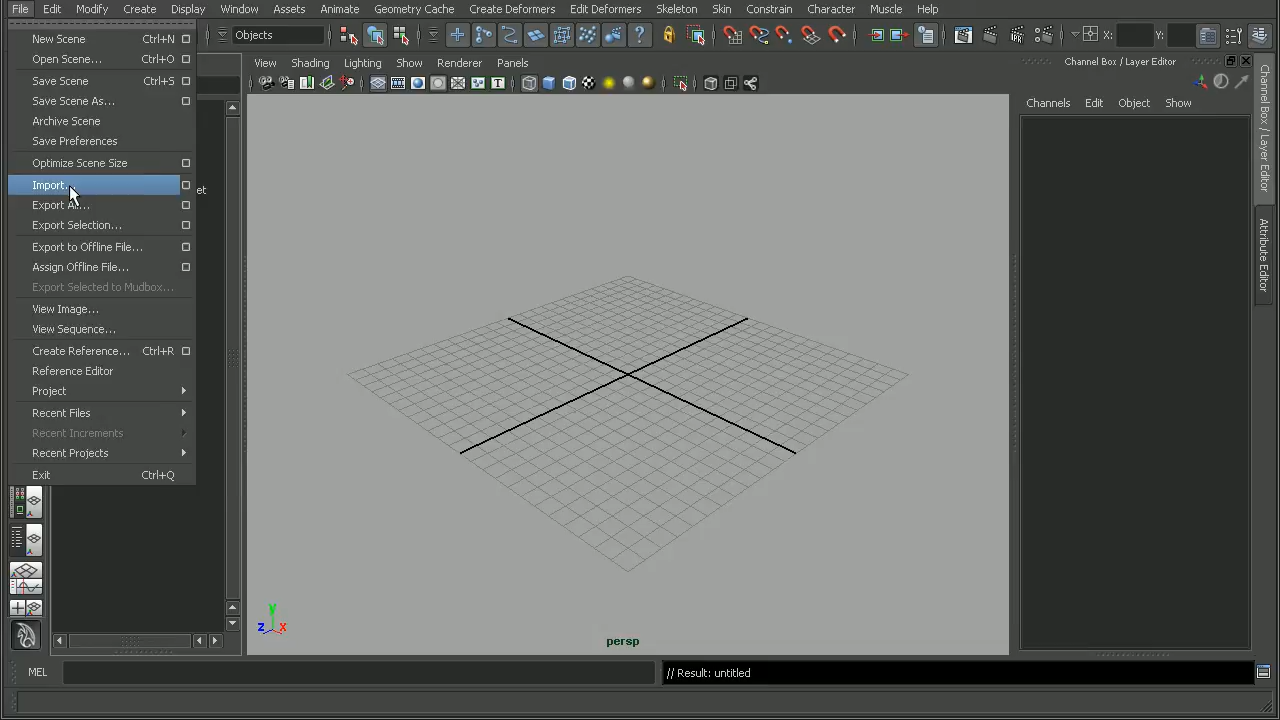 File Edit Modify Create Display Window Assets Animate Geometry Cache Create Deformers Edit Deformers Skeleton Skin Constrain Character Muscle Help
Objects X: Y:
New Scene Ctrl+N
Open Scene... Ctrl+O
Save Scene Ctrl+S
Save Scene As...
Archive Scene
Save Preferences
Optimize Scene Size
Import...
Export As...
Export Selection...
Export to Offline File...
Assign Offline File...
Export Selected to Mudbox...
View Image...
View Sequence...
Create Reference... Ctrl+R
Reference Editor
Project
Recent Files
Recent Increments
Recent Projects
Exit Ctrl+Q
et
View Shading Lighting Show Renderer Panels
T
y
z x
persp
Channel Box / Layer Editor
Channels Edit Object Show
Channel Box / Layer Editor
Attribute Editor
MEL
// Result: untitled